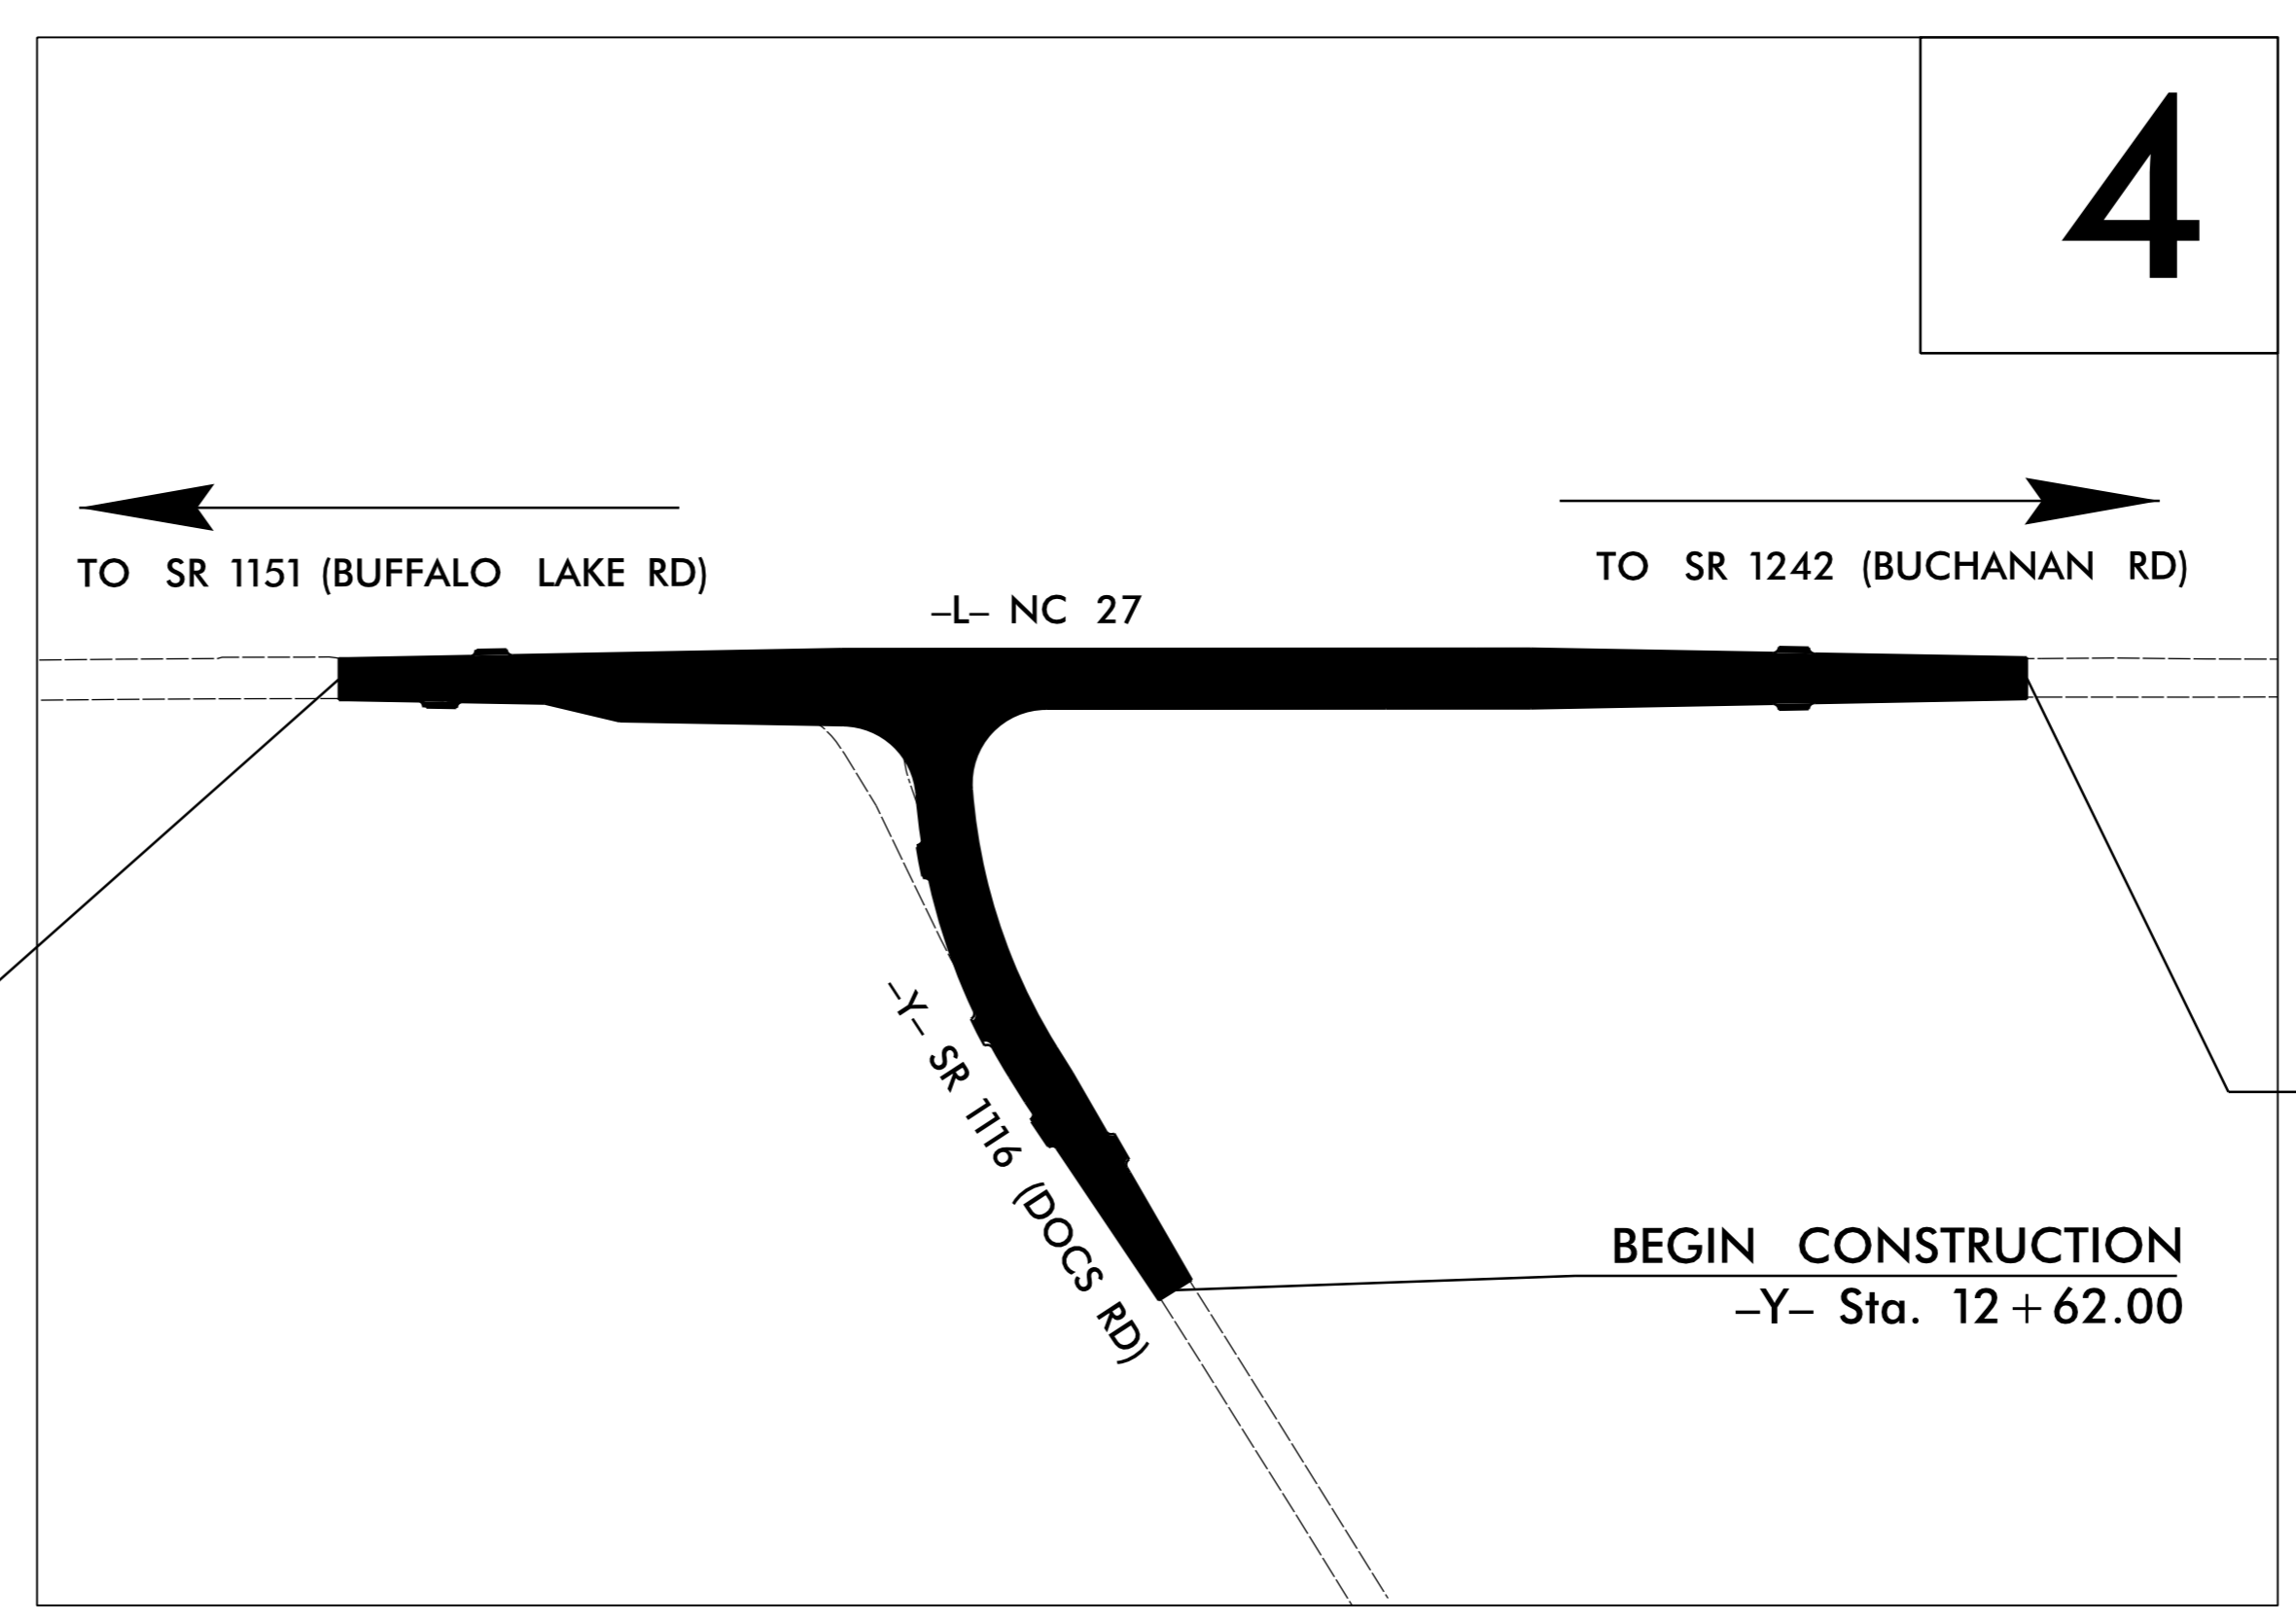 4
TO SR 1151 (BUFFALO LAKE RD)
TO SR 1242 (BUCHANAN RD)
–L– NC 27
–Y– SR 1116 (DOCS RD)
BEGIN CONSTRUCTION
–Y– Sta. 12+62.00